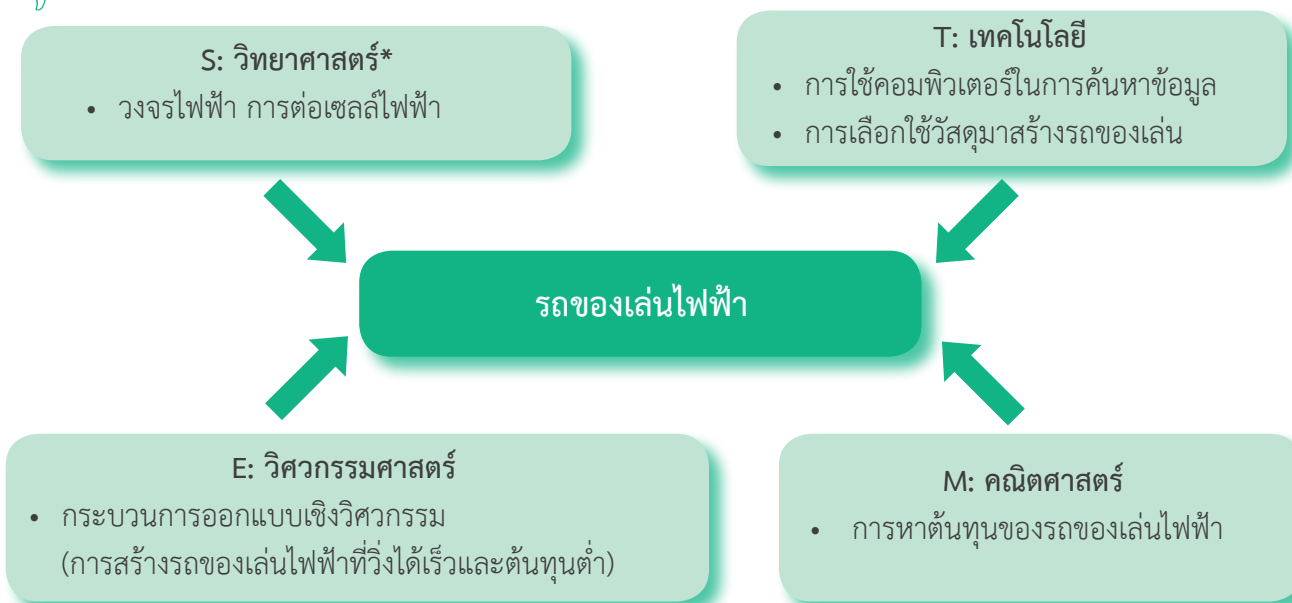 S: วิทยาศาสตร์*
• วงจรไฟฟ้า การต่อเซลล์ไฟฟ้า
T: เทคโนโลยี
• การใช้คอมพิวเตอร์ในการค้นหาข้อมูล
• การเลือกใช้วัสดุมาสร้างรถของเล่น
รถของเล่นไฟฟ้า
E: วิศวกรรมศาสตร์
• กระบวนการออกแบบเชิงวิศวกรรม
(การสร้างรถของเล่นไฟฟ้าที่วิ่งได้เร็วและต้นทุนต่ำ)
M: คณิตศาสตร์
• การหาต้นทุนของรถของเล่นไฟฟ้า